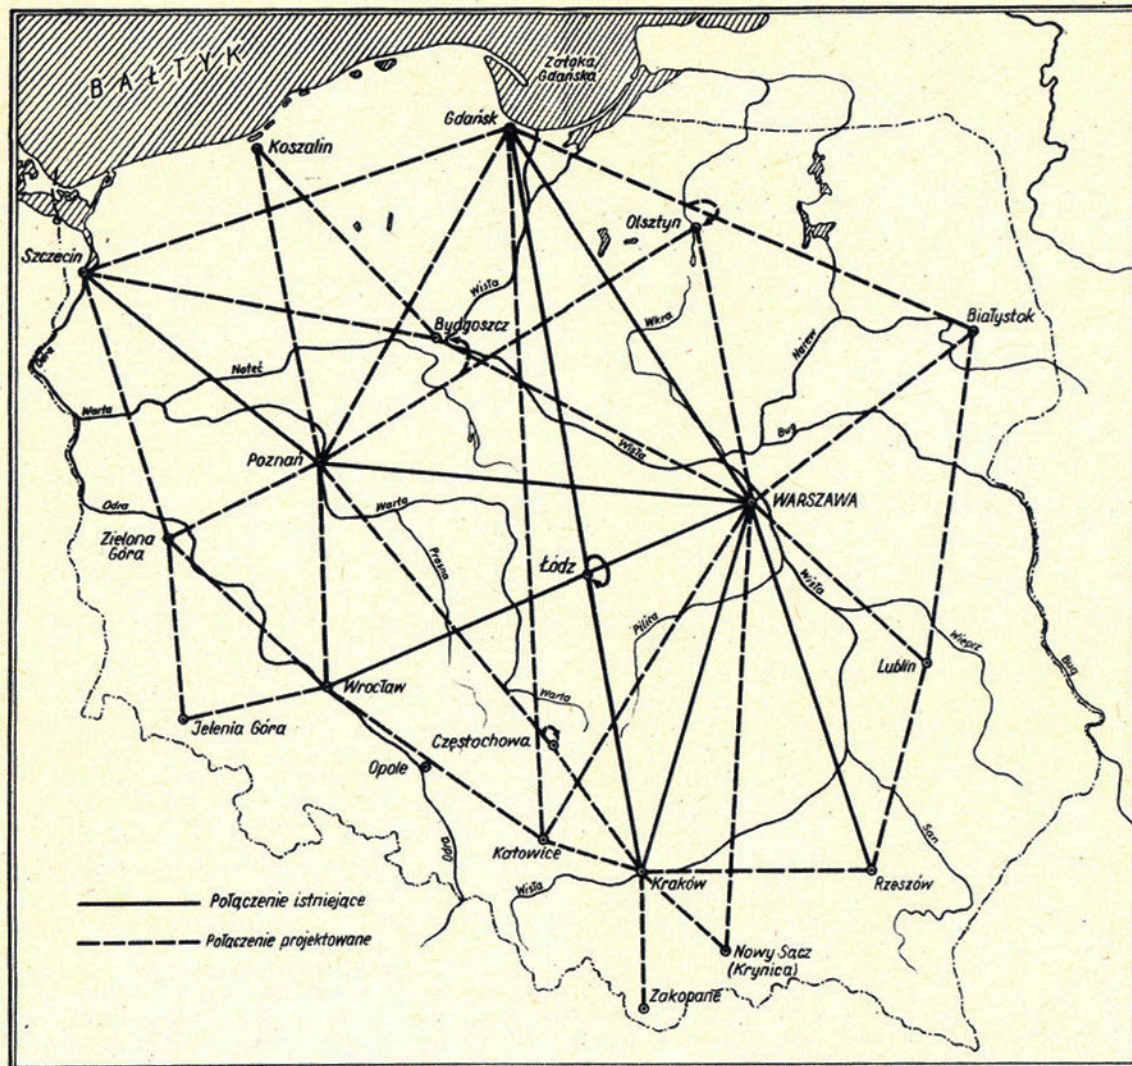 BAŁTYK
Zatoka
Gdańska
Gdańsk
Koszalin
Olsztyn
Szczecin
Wisła
Bydgoszcz
Wkra
Białystok
Narew
Odra
Noteć
Warta
Wisła
Bug
Poznań
WARSZAWA
Odra
Warta
Zielona
Góra
Prosna
Łódź
Wisła
Pilica
Wieprz
Lublin
Bug
Wrocław
Warta
Jelenia Góra
Częstochowa
Opole
Katowice
Odra
San
Wisła
Kraków
Rzeszów
Połączenie istniejące
Połączenie projektowane
Nowy Sącz
(Krynica)
Zakopane